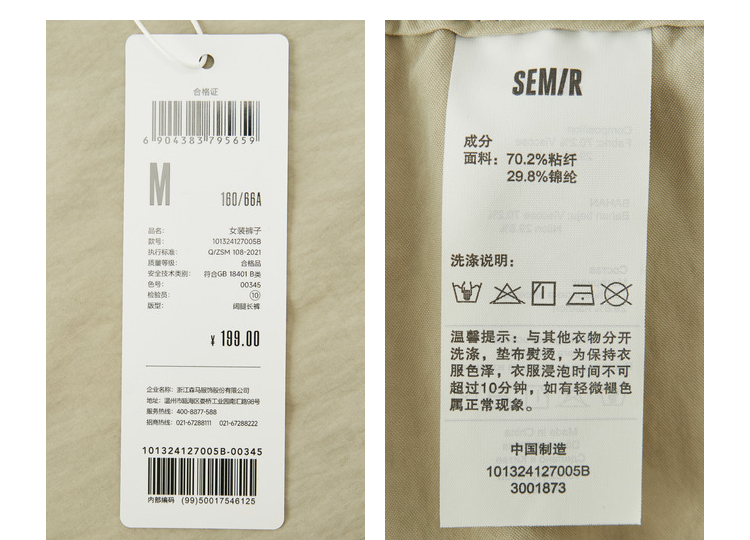 合格证
6 904383 795659
M
160/66A
品名: 女装裤子
款号: 101324127005B
执行标准: Q/ZSM 108-2021
质量等级: 合格品
安全技术类别: 符合GB 18401 B类
色号: 00345
检验员: 10
版型: 阔腿长裤
¥ 199.00
企业名称: 浙江森马服饰股份有限公司
地址: 温州市瓯海区娄桥工业园南汇路98号
服务热线: 400-8877-588
招商热线: 021-67288111 021-67288222
101324127005B-00345
内部编码 (99)50017546125
SEMIR
成分
面料: 70.2%粘纤
29.8%锦纶
洗涤说明:
温馨提示: 与其他衣物分开
洗涤, 垫布熨烫, 为保持衣
服色泽, 衣服浸泡时间不可
超过10分钟, 如有轻微褪色
属正常现象。
中国制造
101324127005B
3001873